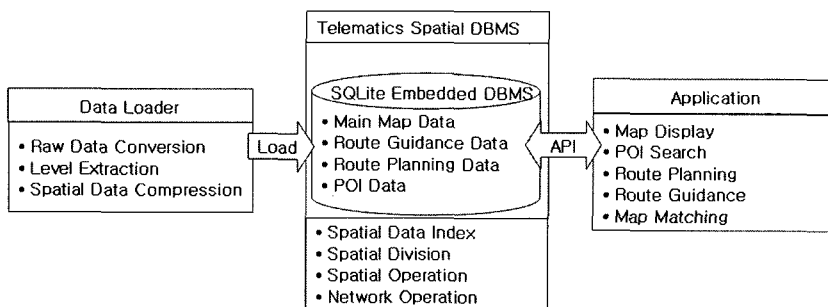 Telematics Spatial DBMS
Data Loader
• Raw Data Conversion
• Level Extraction
• Spatial Data Compression
Load
SQLite Embedded DBMS
• Main Map Data
• Route Guidance Data
• Route Planning Data
• POI Data
• Spatial Data Index
• Spatial Division
• Spatial Operation
• Network Operation
API
Application
• Map Display
• POI Search
• Route Planning
• Route Guidance
• Map Matching